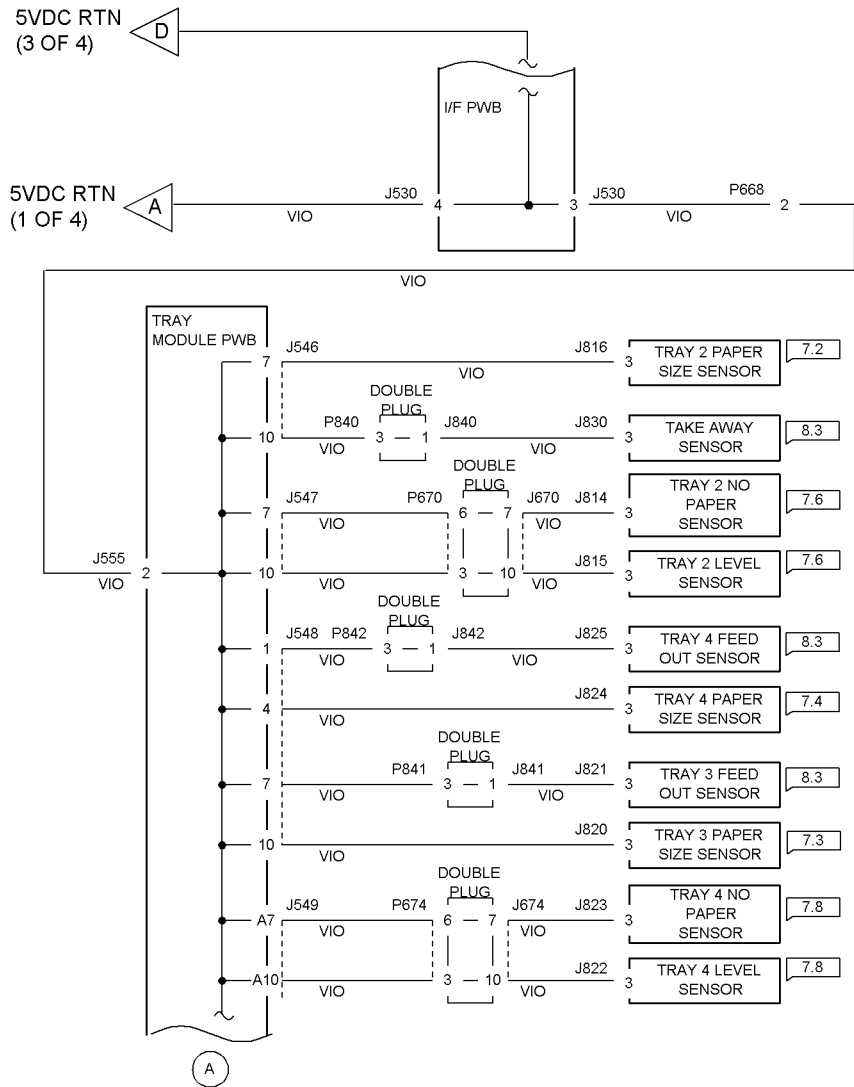 5VDC RTN
(3 OF 4)
D
I/F PWB
5VDC RTN
(1 OF 4)
A
VIO
J530
4
3
J530
VIO
P668
2
VIO
TRAY
MODULE PWB
7
J546
VIO
J816
3
TRAY 2 PAPER
SIZE SENSOR
7.2
DOUBLE
PLUG
10
P840
VIO
3
1
J840
VIO
J830
3
TAKE AWAY
SENSOR
8.3
DOUBLE
PLUG
7
J547
VIO
P670
6
7
J670
VIO
J814
3
TRAY 2 NO
PAPER
SENSOR
7.6
J555
VIO
2
10
VIO
3
10
VIO
J815
3
TRAY 2 LEVEL
SENSOR
7.6
DOUBLE
PLUG
1
J548
P842
VIO
3
1
J842
VIO
J825
3
TRAY 4 FEED
OUT SENSOR
8.3
4
VIO
J824
3
TRAY 4 PAPER
SIZE SENSOR
7.4
DOUBLE
PLUG
7
VIO
P841
3
1
J841
VIO
J821
3
TRAY 3 FEED
OUT SENSOR
8.3
10
VIO
J820
3
TRAY 3 PAPER
SIZE SENSOR
7.3
DOUBLE
PLUG
A7
J549
VIO
P674
6
7
J674
VIO
J823
3
TRAY 4 NO
PAPER
SENSOR
7.8
A10
VIO
3
10
VIO
J822
3
TRAY 4 LEVEL
SENSOR
7.8
A